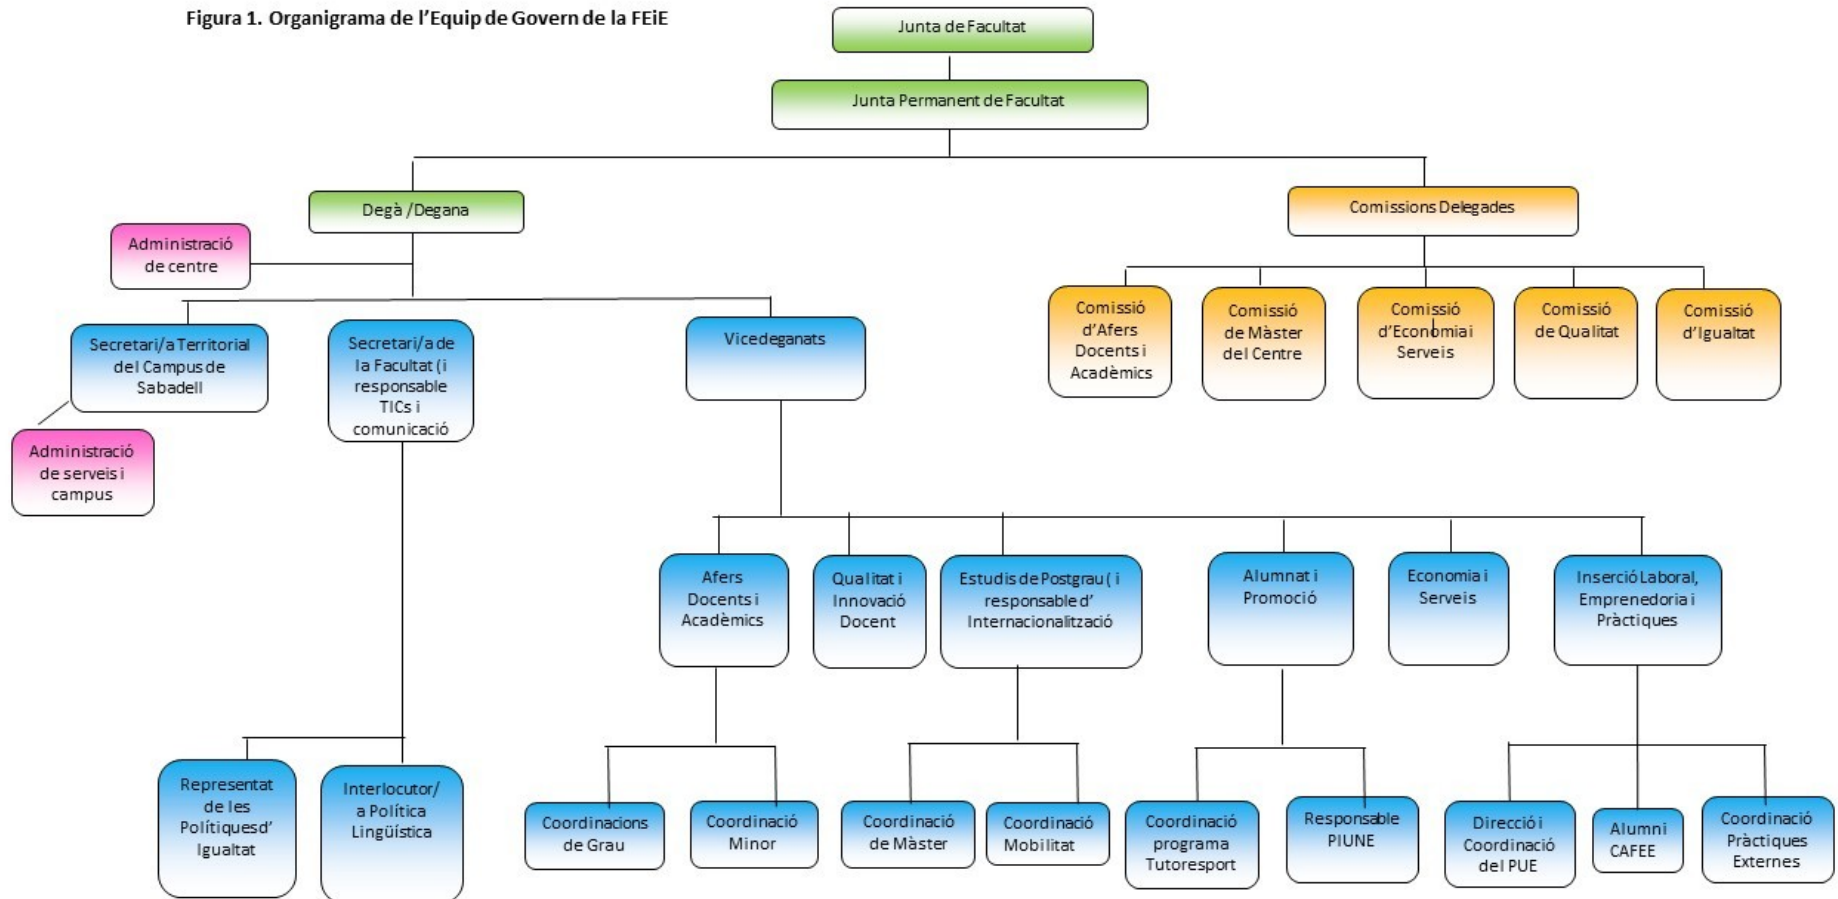 Figura 1. Organigrama de l'Equip de Govern de la FEiE
Junta de Facultat
Junta Permanent de Facultat
Degà /Degana
Comissions Delegades
Administració
de centre
Secretari/a Territorial
del Campus de
Sabadell
Secretari/a de
la Facultat (i
responsable
TICs i
comunicació
Vicedeganats
Comissió
d'Afers
Docents i
Acadèmics
Comissió
de Màster
del Centre
Comissió
d'Economia i
Serveis
Comissió
de Qualitat
Comissió
d'Igualtat
Administració
de serveis i
campus
Afers
Docents i
Acadèmics
Qualitat i
Innovació
Docent
Estudis de Postgrau ( i
responsable d'
Internacionalització
Alumnat i
Promoció
Economia i
Serveis
Inserció Laboral,
Emprenedoria i
Pràctiques
Representat
de les
Polítiques d'
Igualtat
Interlocutor/
a Política
Lingüística
Coordinacions
de Grau
Coordinació
Minor
Coordinació
de Màster
Coordinació
Mobilitat
Coordinació
programa
Tutoresport
Responsable
PIUNE
Direcció i
Coordinació
del PUE
Alumni
CAFEE
Coordinació
Pràctiques
Externes